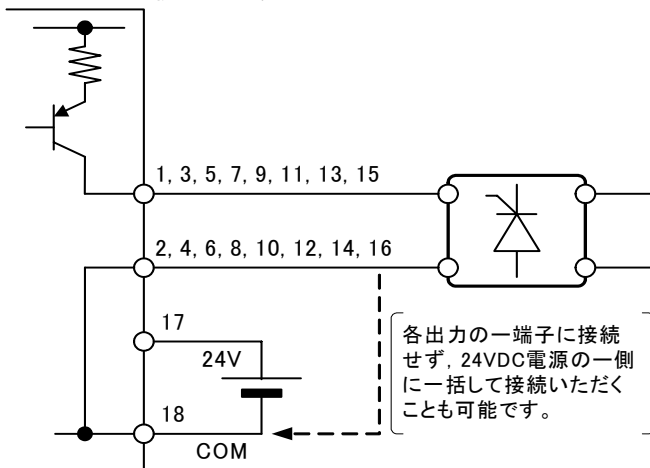 1, 3, 5, 7, 9, 11, 13, 15
2, 4, 6, 8, 10, 12, 14, 16
17
24V
18
COM
各出力の一端子に接続
せず, 24VDC電源の一側
に一括して接続いただく
ことも可能です。